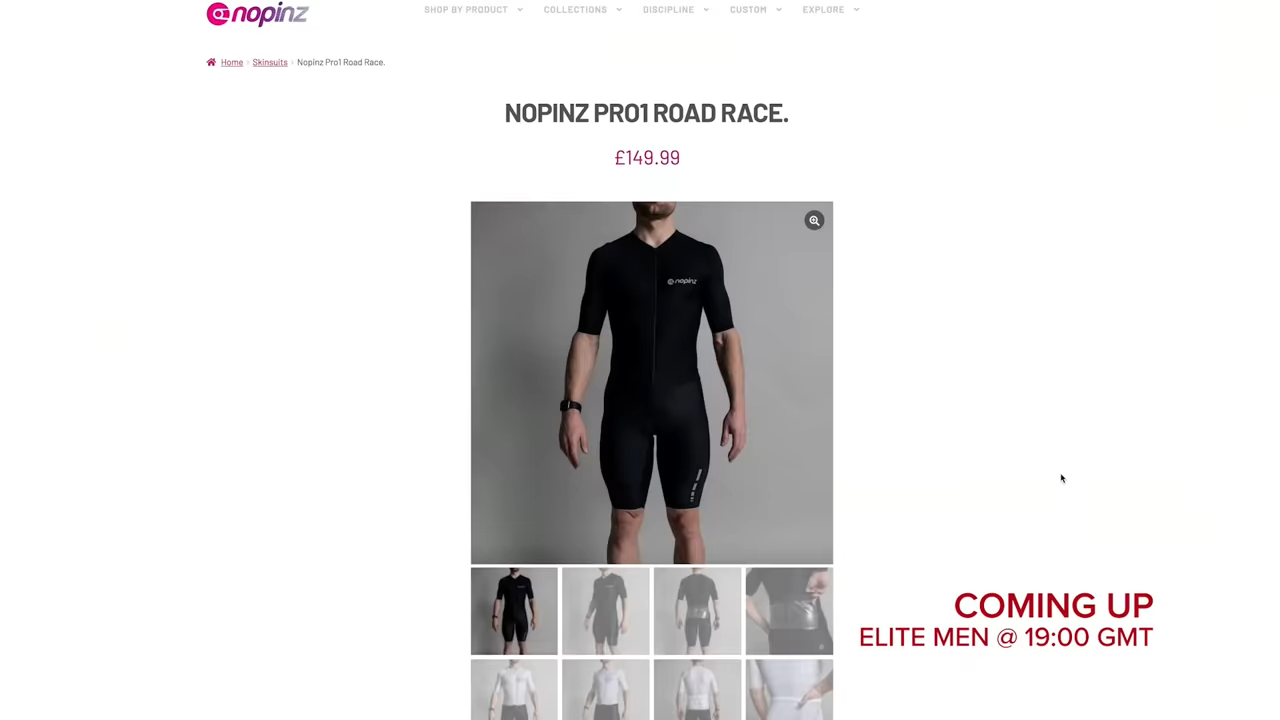 nopinz
SHOP BY PRODUCT
COLLECTIONS
DISCIPLINE
CUSTOM
EXPLORE
Home › Skinsuits › Nopinz Pro1 Road Race.
NOPINZ PRO1 ROAD RACE.
£149.99
nopinz
COMING UP
ELITE MEN @ 19:00 GMT